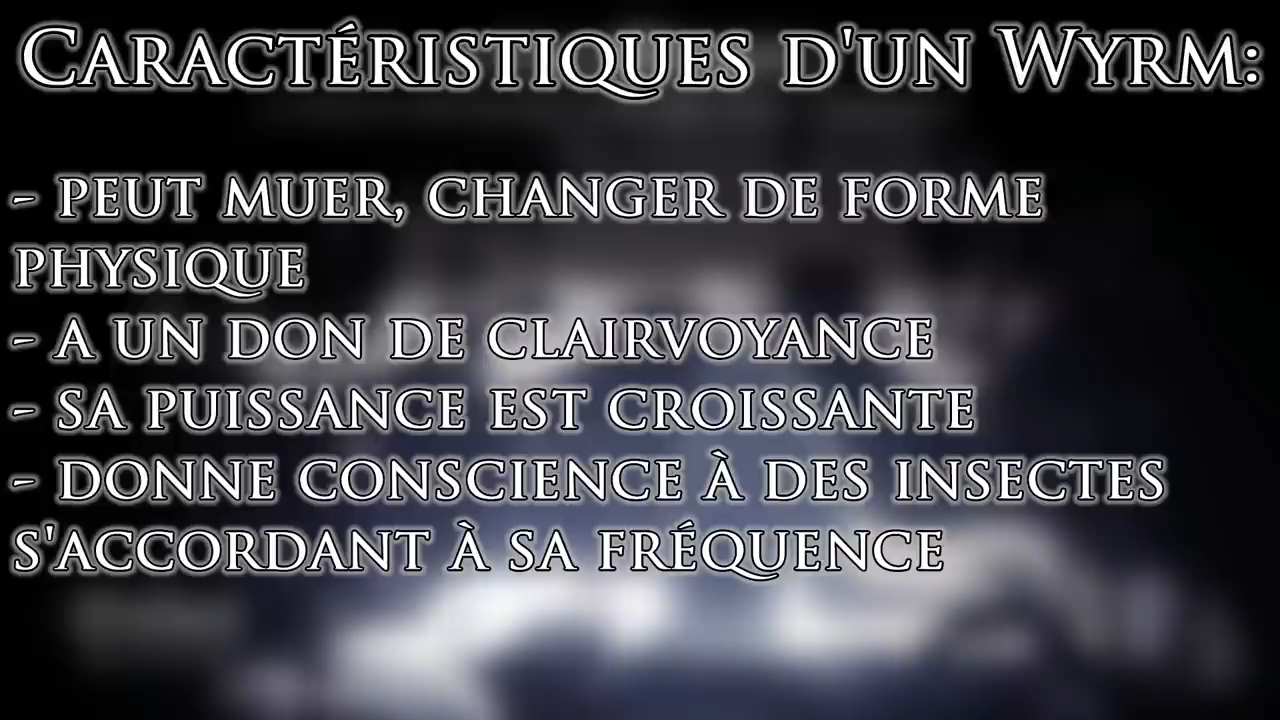 Caractéristiques d'un Wyrm:
- peut muer, changer de forme
physique
- a un don de clairvoyance
- sa puissance est croissante
- donne conscience à des insectes
s'accordant à sa fréquence